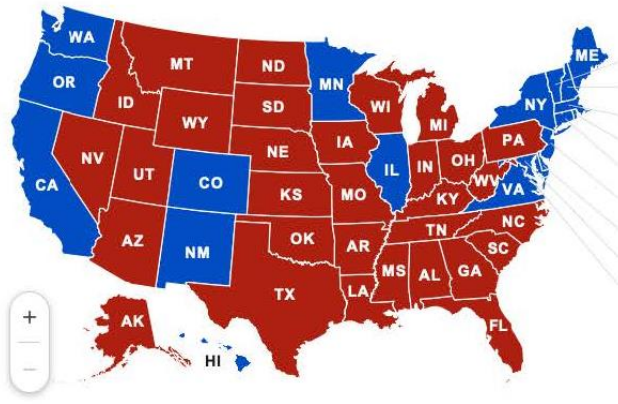 WA
ME
MT
ND
MN
OR
ID
SD
WI
NY
WY
MI
IA
PA
NE
NV
UT
CO
IL
IN
OH
WV
VA
CA
KS
MO
KY
NC
TN
OK
AR
SC
AZ
NM
MS
AL
GA
LA
TX
AK
FL
HI
+
−